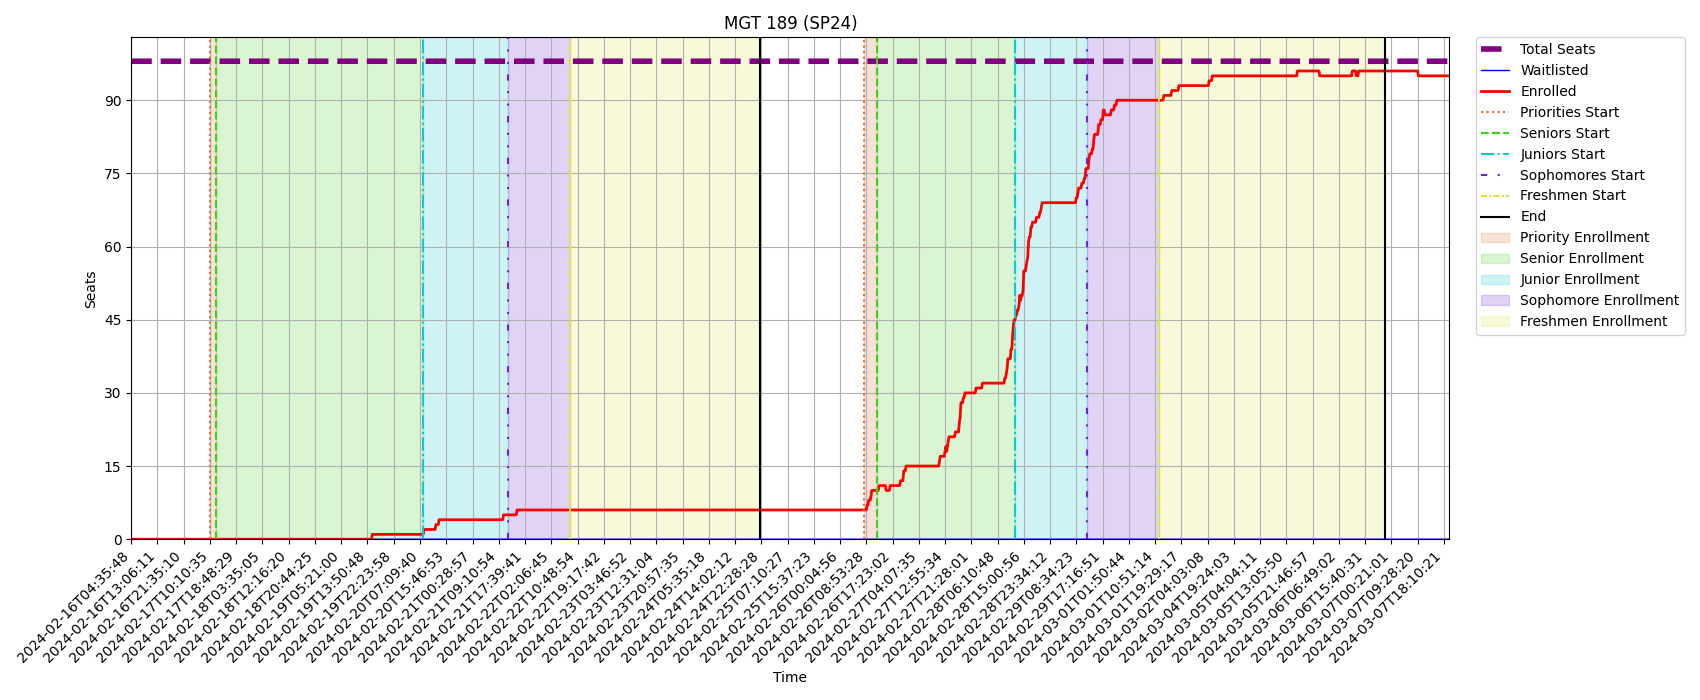 MGT 189 (SP24)
Seats
90
75
60
45
30
15
0
2024-02-16T04:35:48
2024-02-16T13:06:11
2024-02-16T21:35:10
2024-02-17T10:10:35
2024-02-17T18:48:29
2024-02-18T03:35:05
2024-02-18T12:16:20
2024-02-18T20:44:25
2024-02-19T05:21:00
2024-02-19T13:50:48
2024-02-19T22:23:58
2024-02-20T07:09:40
2024-02-20T15:46:53
2024-02-21T00:28:57
2024-02-21T09:10:54
2024-02-21T17:39:41
2024-02-22T02:06:45
2024-02-22T10:48:54
2024-02-22T19:17:42
2024-02-23T03:46:52
2024-02-23T12:31:04
2024-02-23T20:57:35
2024-02-24T05:35:18
2024-02-24T14:02:12
2024-02-24T22:28:28
2024-02-25T07:10:27
2024-02-25T15:37:23
2024-02-26T00:04:56
2024-02-26T08:53:28
2024-02-26T17:23:02
2024-02-27T04:07:35
2024-02-27T12:55:34
2024-02-27T21:28:01
2024-02-28T06:10:48
2024-02-28T15:00:56
2024-02-28T23:34:12
2024-02-29T08:34:23
2024-02-29T17:16:51
2024-03-01T01:50:44
2024-03-01T10:51:14
2024-03-01T19:29:17
2024-03-02T04:03:08
2024-03-04T19:24:03
2024-03-05T04:04:11
2024-03-05T13:05:50
2024-03-05T21:46:57
2024-03-06T06:49:02
2024-03-06T15:40:31
2024-03-07T00:21:01
2024-03-07T09:28:20
2024-03-07T18:10:21
Time
Total Seats
Waitlisted
Enrolled
Priorities Start
Seniors Start
Juniors Start
Sophomores Start
Freshmen Start
End
Priority Enrollment
Senior Enrollment
Junior Enrollment
Sophomore Enrollment
Freshmen Enrollment